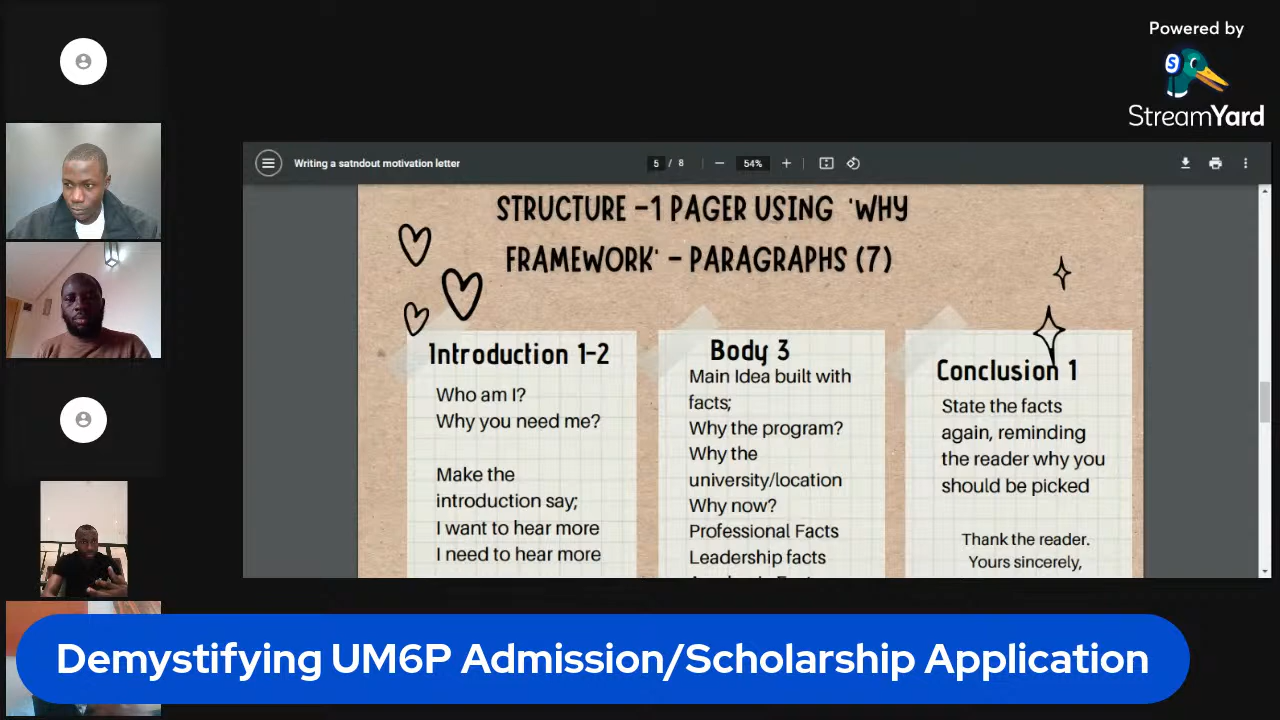 Powered by
S
StreamYard
Writing a satndout motivation letter
5 / 8
54%
STRUCTURE -1 PAGER USING 'WHY
FRAMEWORK' - PARAGRAPHS (7)
Introduction 1-2
Who am I?
Why you need me?
Make the
introduction say;
I want to hear more
I need to hear more
Body 3
Main Idea built with
facts;
Why the program?
Why the
university/location
Why now?
Professional Facts
Leadership facts
Conclusion 1
State the facts
again, reminding
the reader why you
should be picked
Thank the reader.
Yours sincerely,
Demystifying UM6P Admission/Scholarship Application